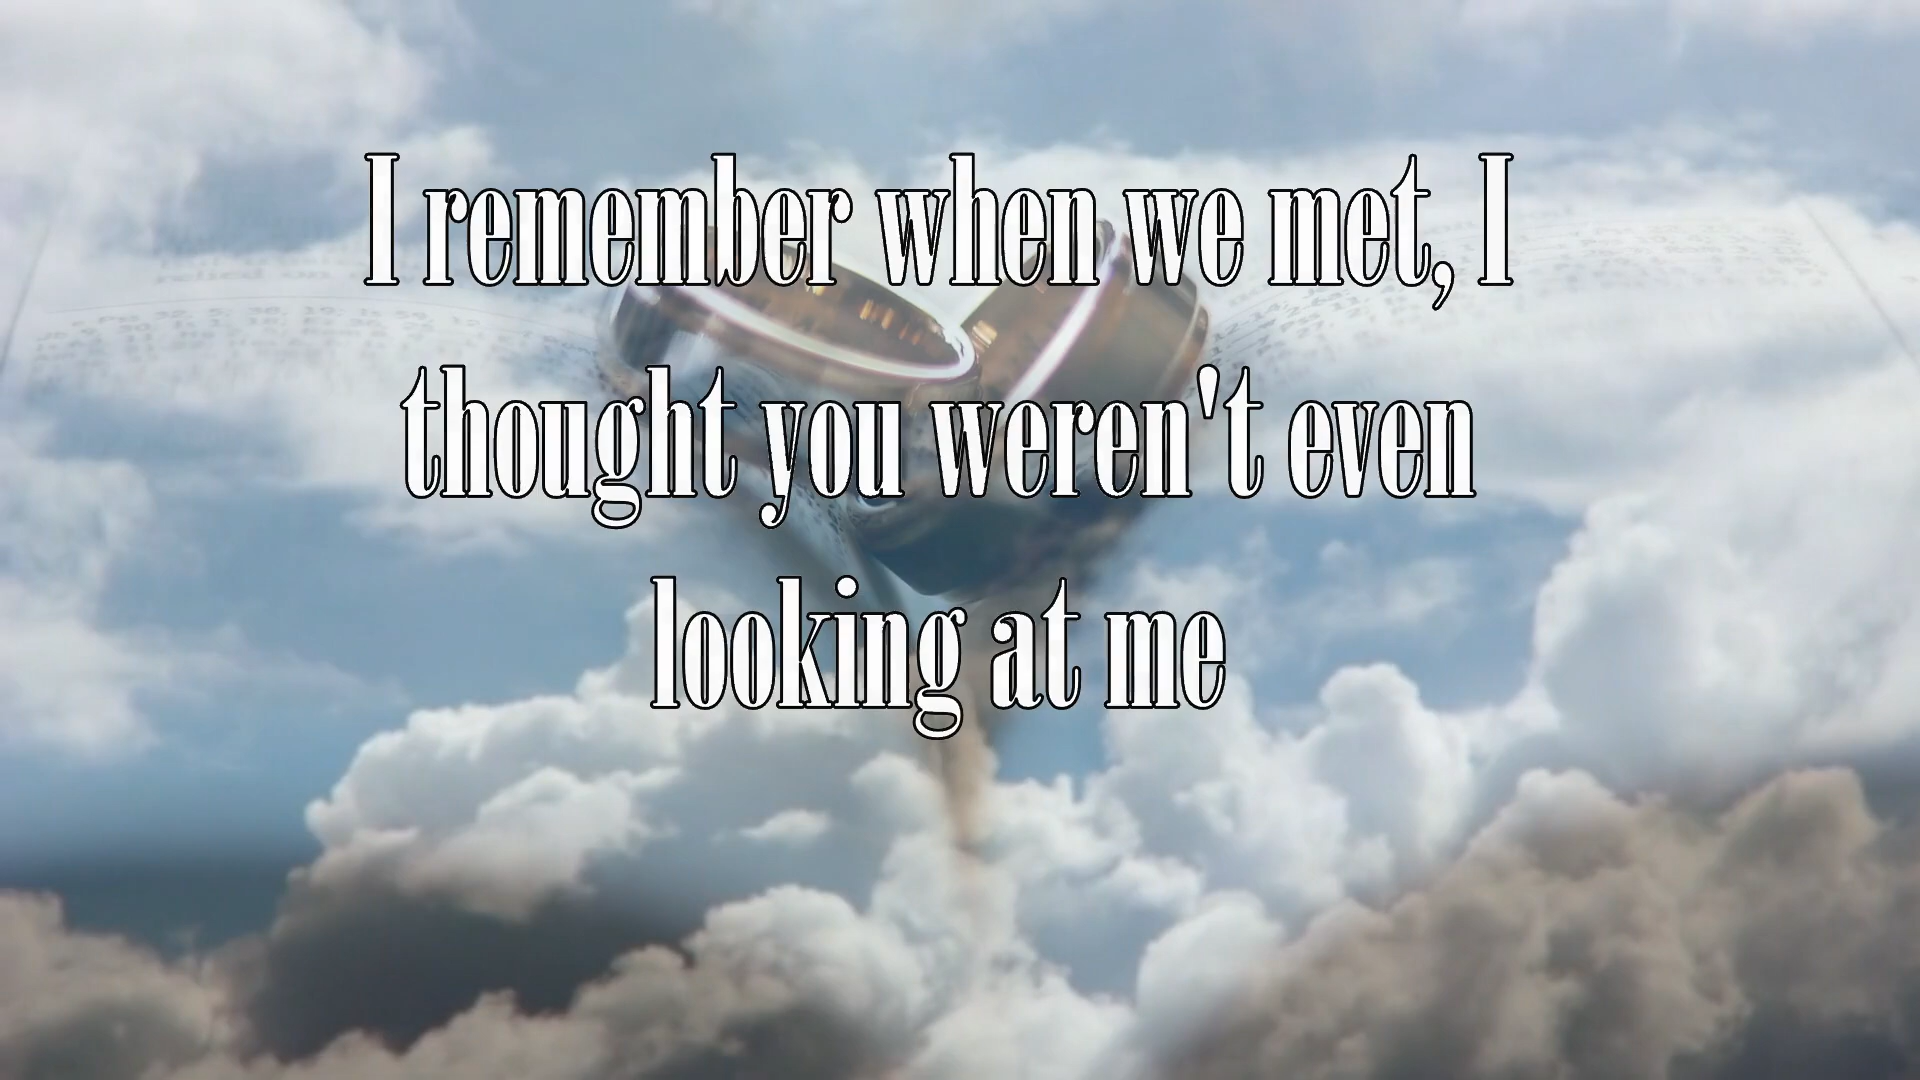 I remember when we met, I
thought you weren't even
looking at me